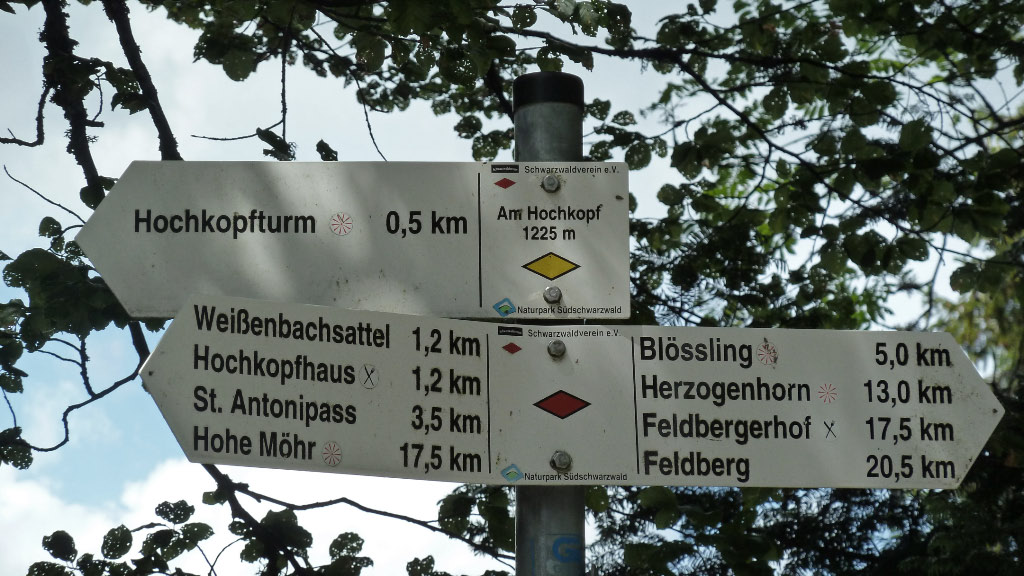 Schwarzwaldverein e.V.
Hochkopfturm 0,5 km
Am Hochkopf
1225 m
Naturpark Südschwarzwald
Schwarzwaldverein e.V.
Weißenbachsattel 1,2 km
Hochkopfhaus 1,2 km
St. Antonipass 3,5 km
Hohe Möhr 17,5 km
Blössling 5,0 km
Herzogenhorn 13,0 km
Feldbergerhof 17,5 km
Feldberg 20,5 km
Naturpark Südschwarzwald
G